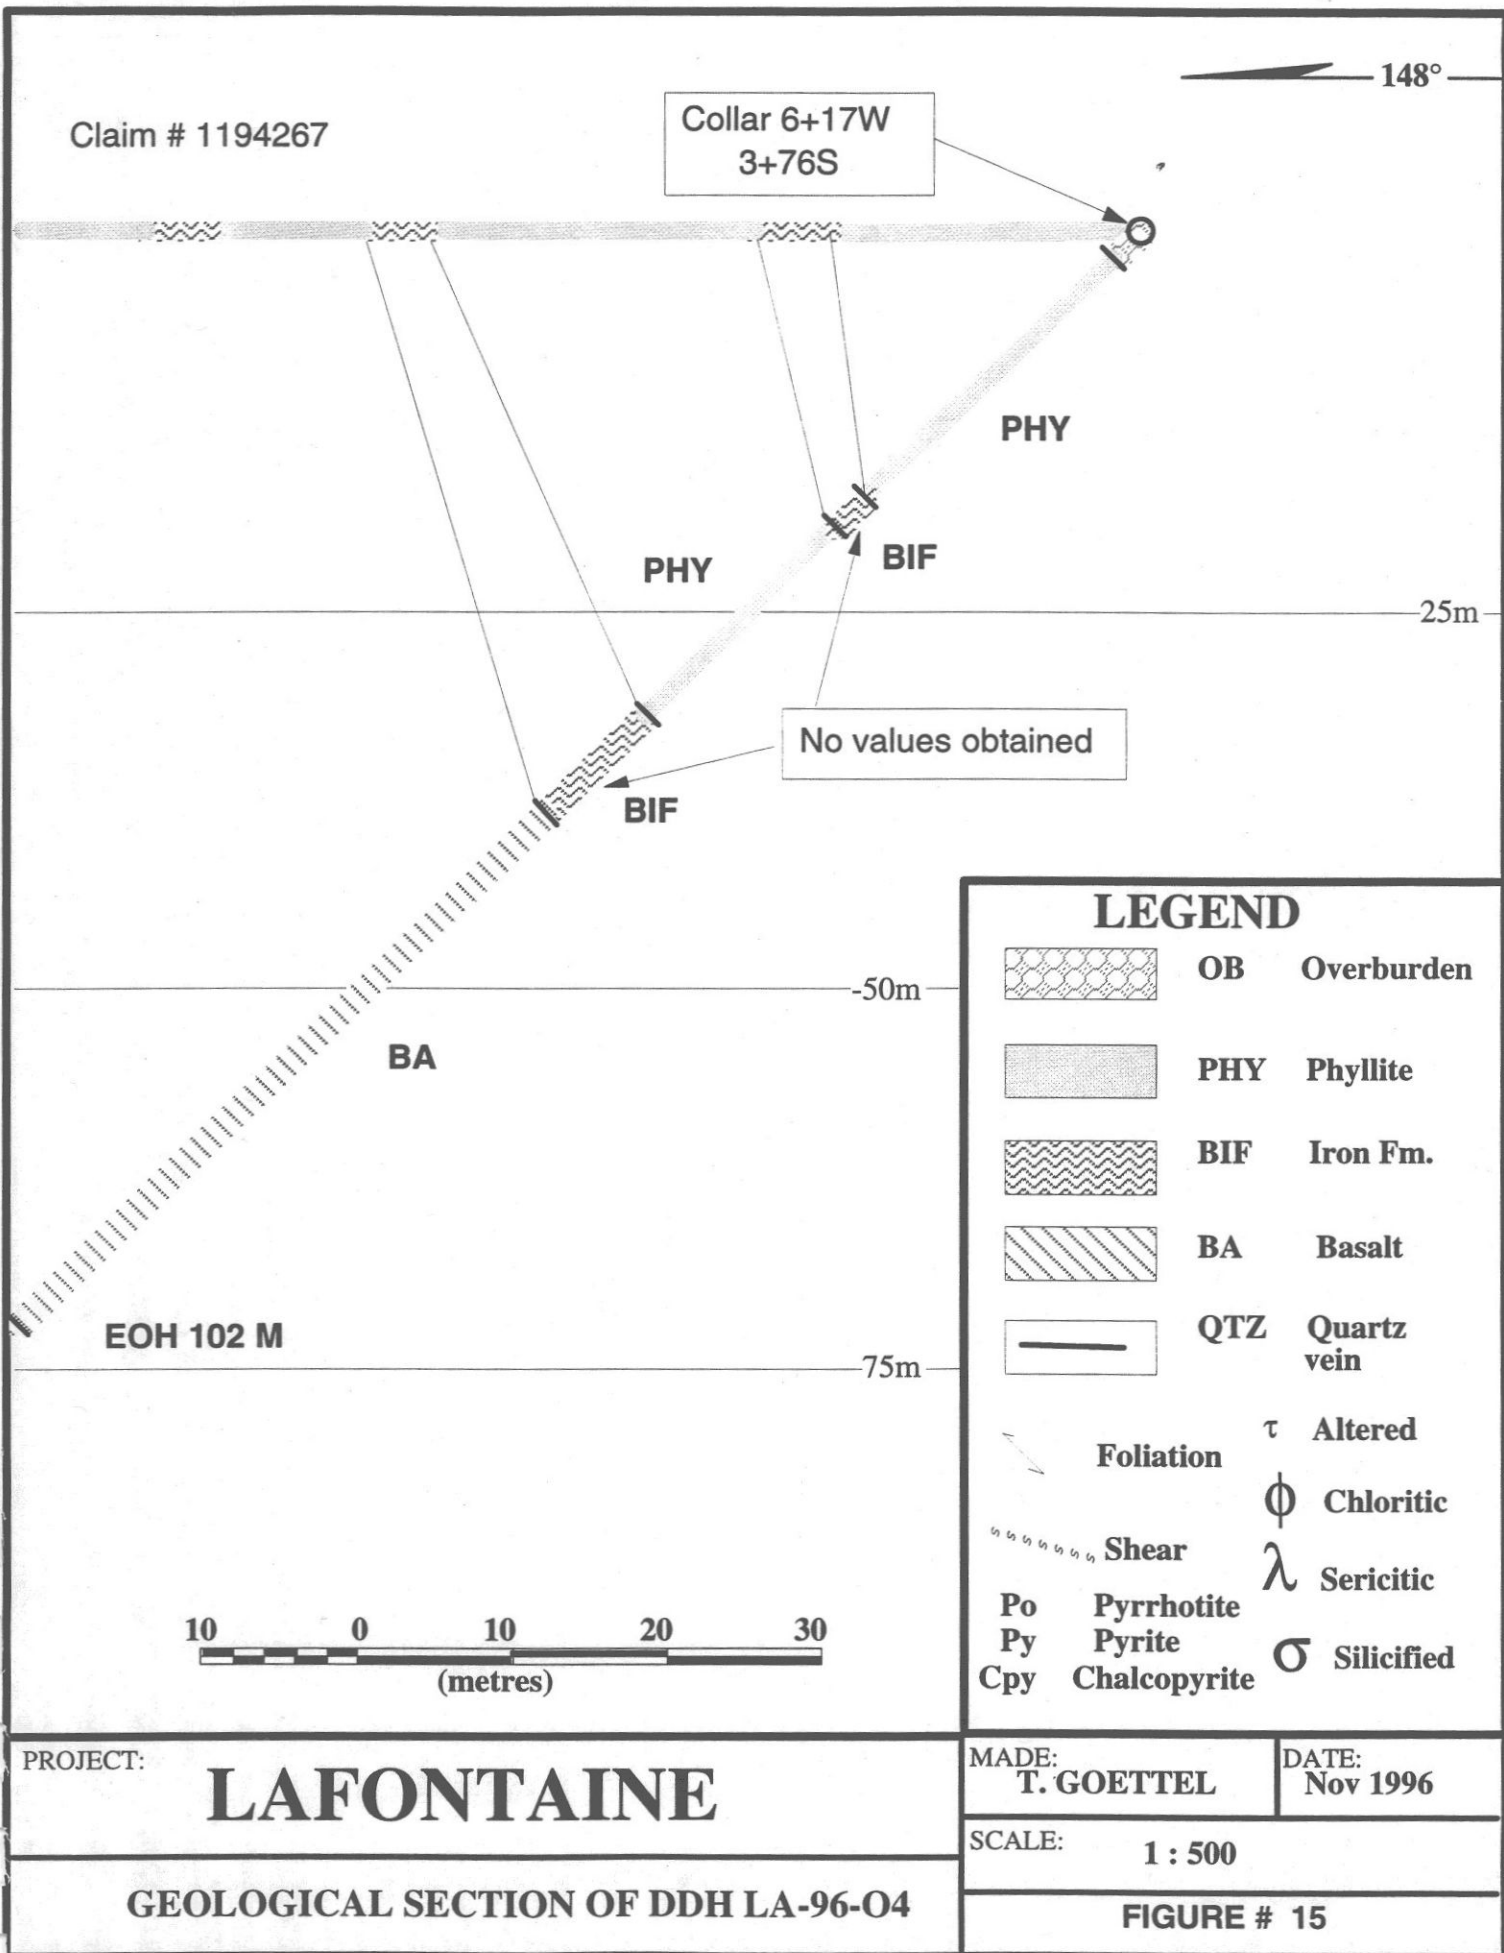 148°
Claim # 1194267
Collar 6+17W
3+76S
PHY
PHY
BIF
25m
No values obtained
BIF
-50m
BA
EOH 102 M
75m
LEGEND
OB Overburden
PHY Phyllite
BIF Iron Fm.
BA Basalt
QTZ Quartz
vein
τ Altered
Foliation
ϕ Chloritic
Shear
λ Sericitic
Po Pyrrhotite
Py Pyrite
σ Silicified
Cpy Chalcopyrite
10 0 10 20 30
(metres)
PROJECT:
LAFONTAINE
GEOLOGICAL SECTION OF DDH LA-96-O4
MADE:
T. GOETTEL
DATE:
Nov 1996
SCALE:
1 : 500
FIGURE # 15